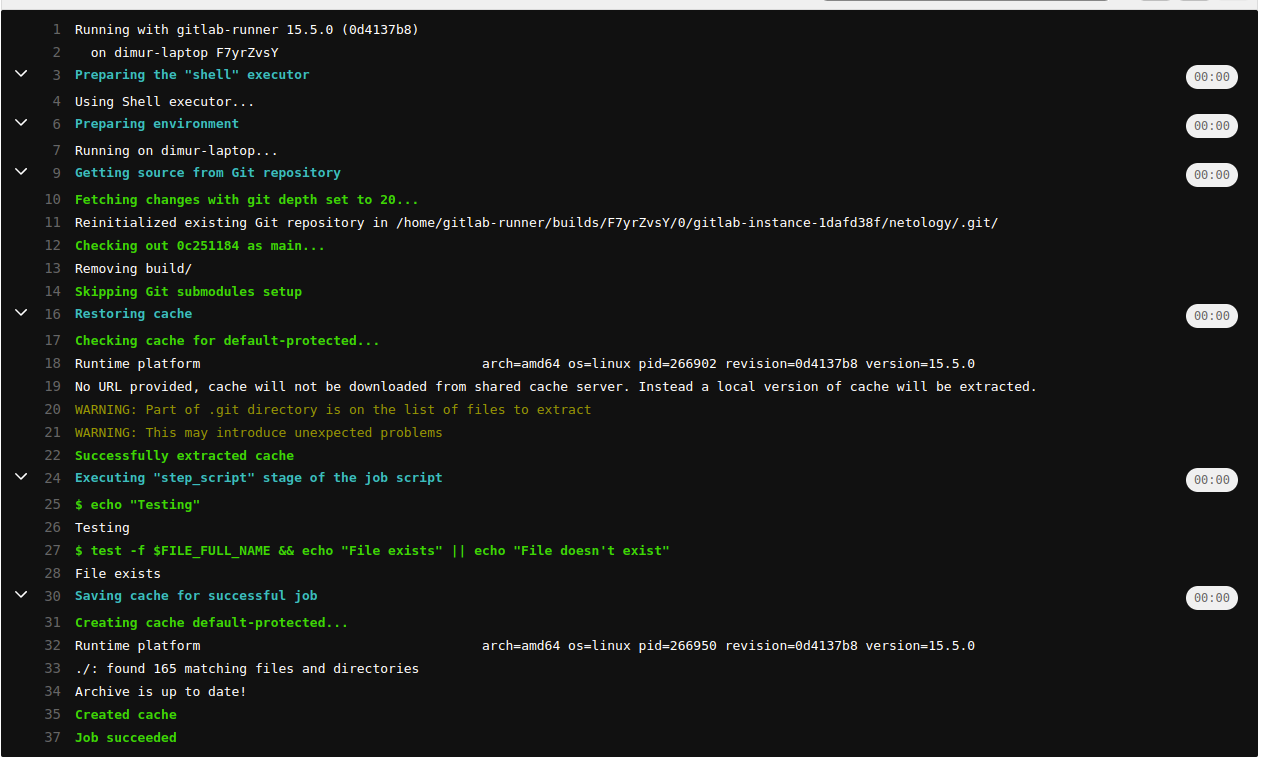 1 Running with gitlab-runner 15.5.0 (0d4137b8)
2 on dimur-laptop F7yrZvsY
3 Preparing the "shell" executor 00:00
4 Using Shell executor...
6 Preparing environment 00:00
7 Running on dimur-laptop...
9 Getting source from Git repository 00:00
10 Fetching changes with git depth set to 20...
11 Reinitialized existing Git repository in /home/gitlab-runner/builds/F7yrZvsY/0/gitlab-instance-1dafd38f/netology/.git/
12 Checking out 0c251184 as main...
13 Removing build/
14 Skipping Git submodules setup
16 Restoring cache 00:00
17 Checking cache for default-protected...
18 Runtime platform arch=amd64 os=linux pid=266902 revision=0d4137b8 version=15.5.0
19 No URL provided, cache will not be downloaded from shared cache server. Instead a local version of cache will be extracted.
20 WARNING: Part of .git directory is on the list of files to extract
21 WARNING: This may introduce unexpected problems
22 Successfully extracted cache
24 Executing "step_script" stage of the job script 00:00
25 $ echo "Testing"
26 Testing
27 $ test -f $FILE_FULL_NAME && echo "File exists" || echo "File doesn't exist"
28 File exists
30 Saving cache for successful job 00:00
31 Creating cache default-protected...
32 Runtime platform arch=amd64 os=linux pid=266950 revision=0d4137b8 version=15.5.0
33 ./: found 165 matching files and directories
34 Archive is up to date!
35 Created cache
37 Job succeeded